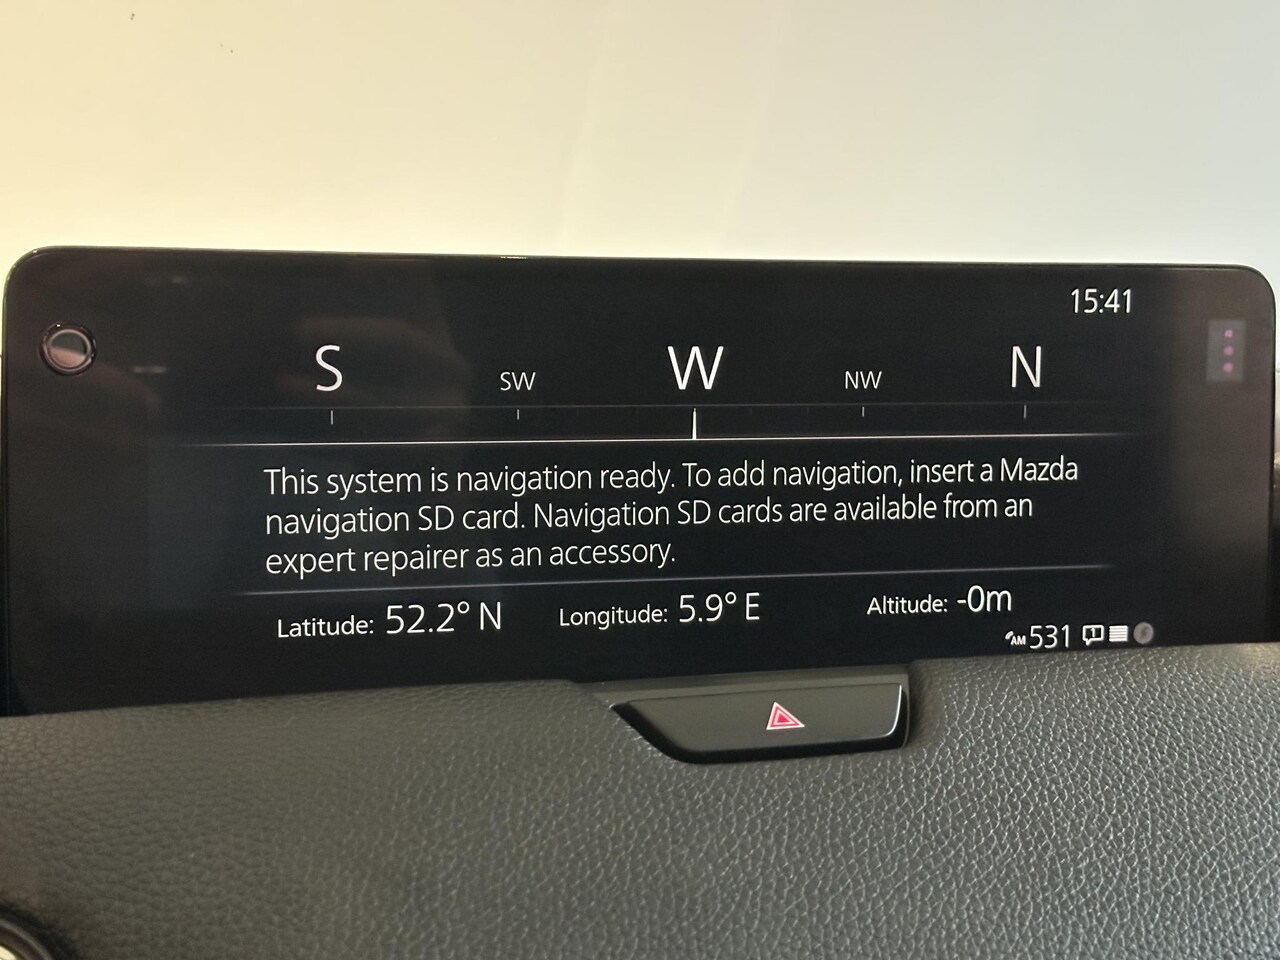 15:41
S SW W NW N
This system is navigation ready. To add navigation, insert a Mazda
navigation SD card. Navigation SD cards are available from an
expert repairer as an accessory.
Latitude: 52.2° N Longitude: 5.9° E Altitude: -0m
AM 531 1